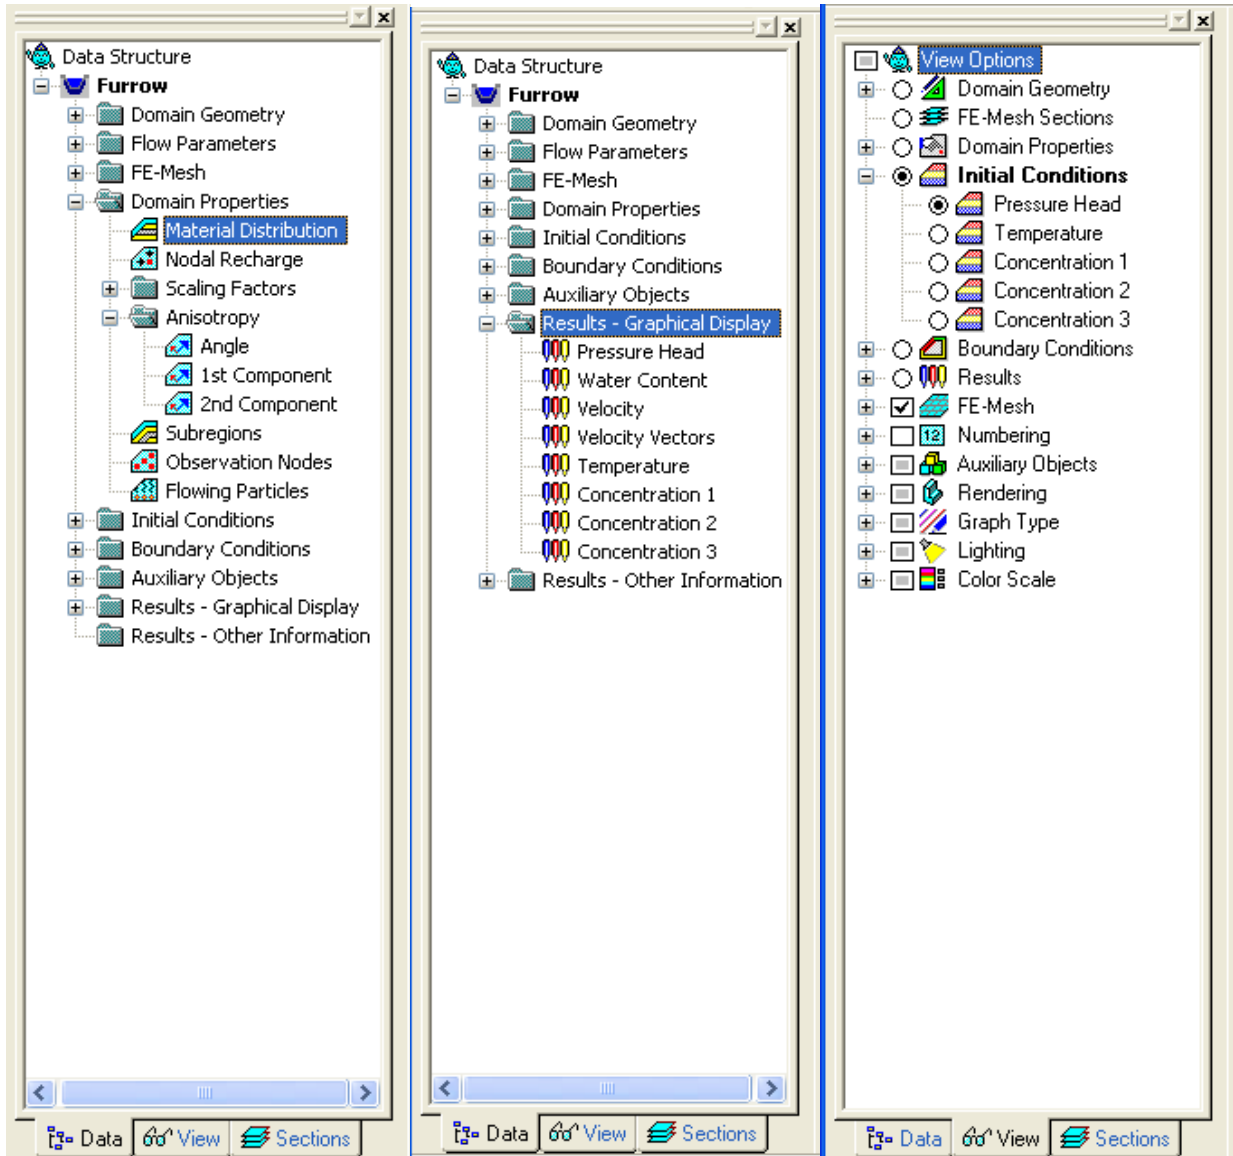 Data Structure
Furrow
Domain Geometry
Flow Parameters
FE-Mesh
Domain Properties
Material Distribution
Nodal Recharge
Scaling Factors
Anisotropy
Angle
1st Component
2nd Component
Subregions
Observation Nodes
Flowing Particles
Initial Conditions
Boundary Conditions
Auxiliary Objects
Results - Graphical Display
Results - Other Information
Data View Sections
Data Structure
Furrow
Domain Geometry
Flow Parameters
FE-Mesh
Domain Properties
Initial Conditions
Boundary Conditions
Auxiliary Objects
Results - Graphical Display
Pressure Head
Water Content
Velocity
Velocity Vectors
Temperature
Concentration 1
Concentration 2
Concentration 3
Results - Other Information
Data View Sections
View Options
Domain Geometry
FE-Mesh Sections
Domain Properties
Initial Conditions
Pressure Head
Temperature
Concentration 1
Concentration 2
Concentration 3
Boundary Conditions
Results
FE-Mesh
12 Numbering
Auxiliary Objects
Rendering
Graph Type
Lighting
Color Scale
Data View Sections